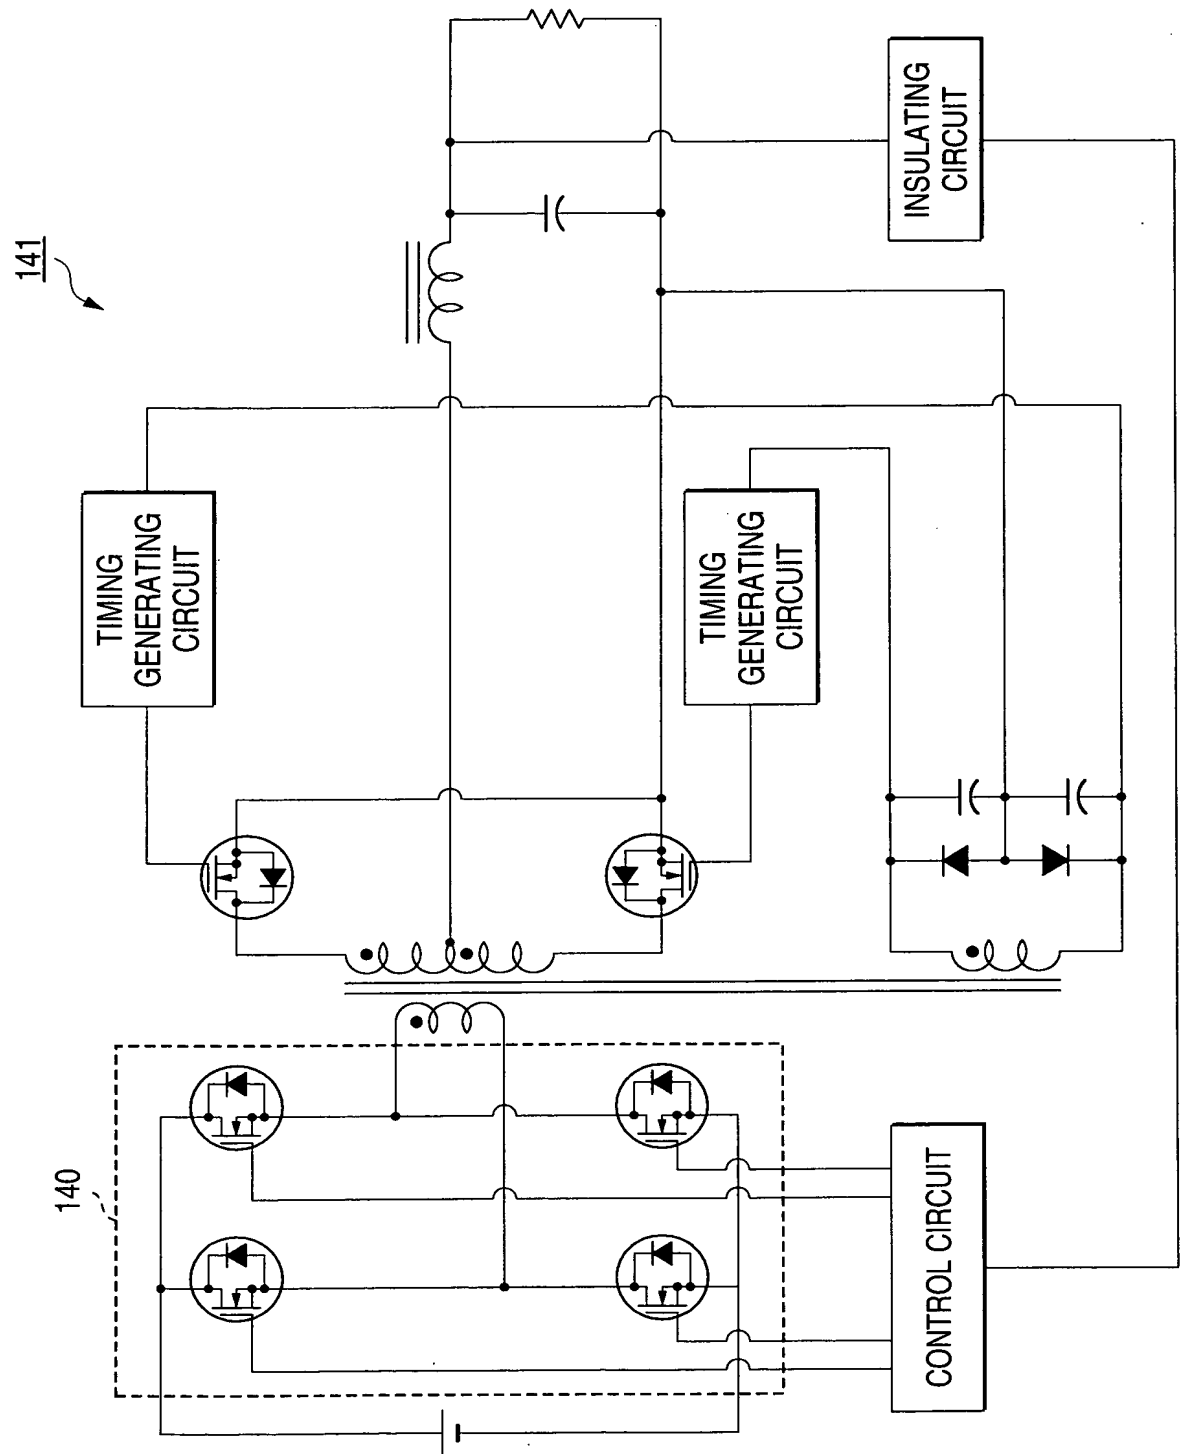 141
TIMING
GENERATING
CIRCUIT
TIMING
GENERATING
CIRCUIT
INSULATING
CIRCUIT
140
CONTROL CIRCUIT